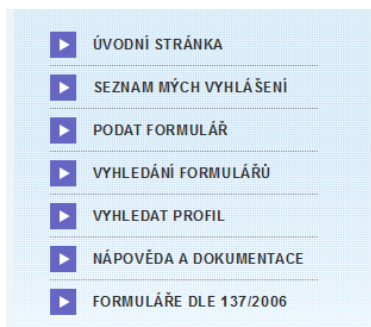 ÚVODNÍ STRÁNKA
SEZNAM MÝCH VYHLÁŠENÍ
PODAT FORMULÁŘ
VYHLEDÁNÍ FORMULÁŘŮ
VYHLEDAT PROFIL
NÁPOVĚDA A DOKUMENTACE
FORMULÁŘE DLE 137/2006